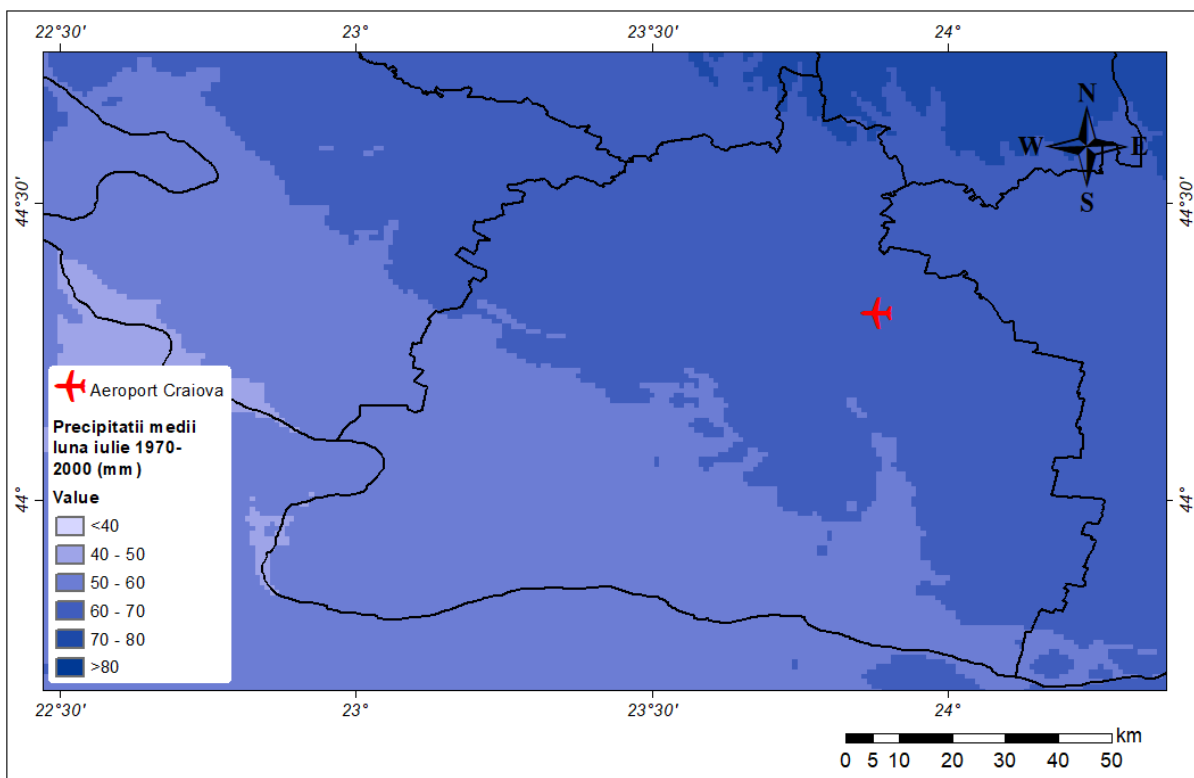 22°30' 23° 23°30' 24°
N
W E
S
44°30' 44°30'
Aeroport Craiova
Precipitatii medii
luna iulie 1970-
2000 (mm)
Value
<40
40 - 50
50 - 60
60 - 70
70 - 80
>80
44° 44°
22°30' 23° 23°30' 24°
km
0 5 10 20 30 40 50